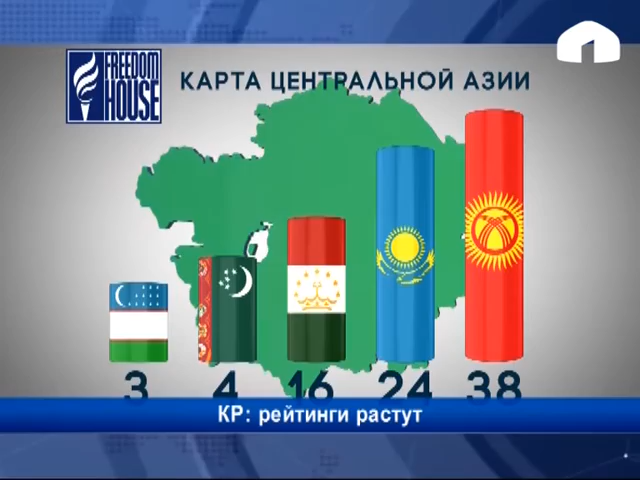 FREEDOM
HOUSE
КАРТА ЦЕНТРАЛЬНОЙ АЗИИ
3 4 16 24 38
КР: рейтинги растут